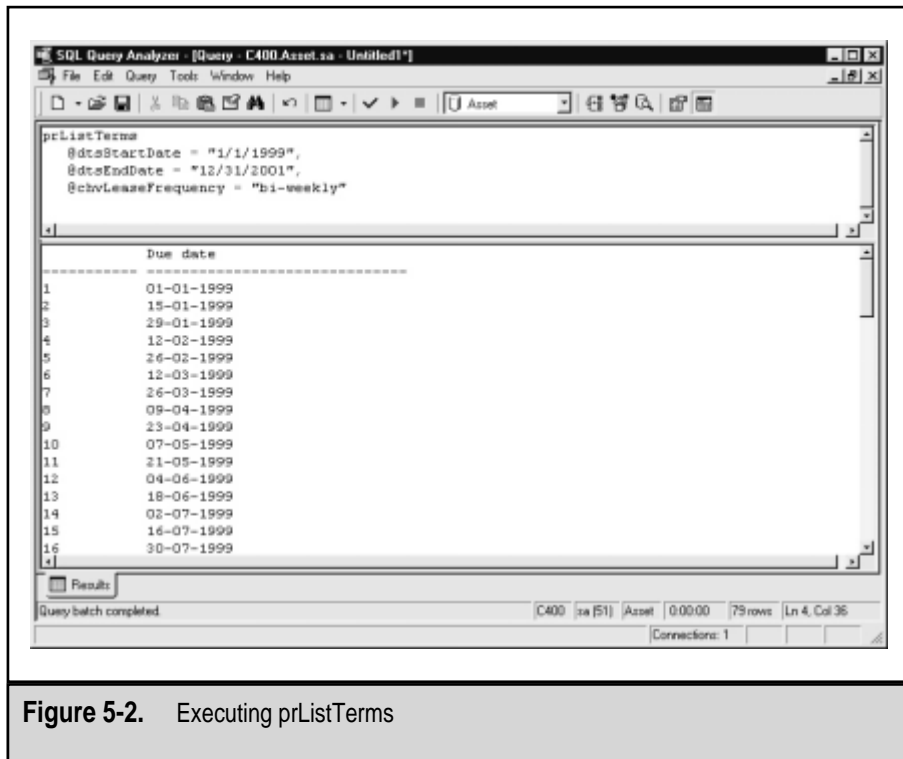 SQL Query Analyzer - [Query - C400.Asset.sa - Untitled1*]
File Edit Query Tools Window Help
Asset
prListTerms
@dtsStartDate = "1/1/1999",
@dtsEndDate = "12/31/2001",
@chvLeaseFrequency = "bi-weekly"
Due date
----------- ------------------------------
1 01-01-1999
2 15-01-1999
3 29-01-1999
4 12-02-1999
5 26-02-1999
6 12-03-1999
7 26-03-1999
8 09-04-1999
9 23-04-1999
10 07-05-1999
11 21-05-1999
12 04-06-1999
13 18-06-1999
14 02-07-1999
15 16-07-1999
16 30-07-1999
Results
Query batch completed. C400 sa (51) Asset 0:00:00 79 rows Ln 4, Col 36
Connections: 1
Figure 5-2. Executing prListTerms